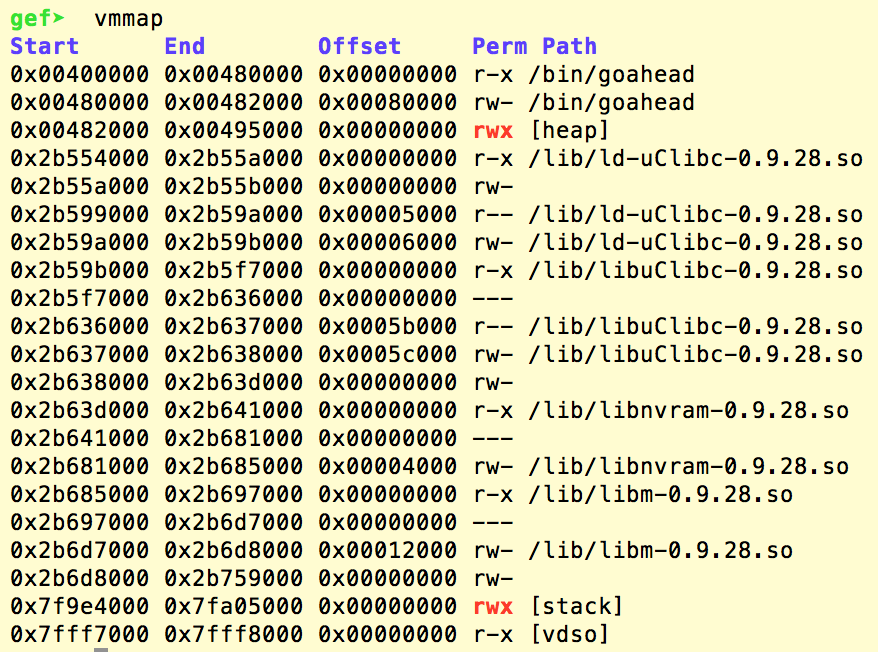 gef➤  vmmap
Start      End        Offset     Perm Path
0x00400000 0x00480000 0x00000000 r-x /bin/goahead
0x00480000 0x00482000 0x00080000 rw- /bin/goahead
0x00482000 0x00495000 0x00000000 rwx [heap]
0x2b554000 0x2b55a000 0x00000000 r-x /lib/ld-uClibc-0.9.28.so
0x2b55a000 0x2b55b000 0x00000000 rw-
0x2b599000 0x2b59a000 0x00005000 r-- /lib/ld-uClibc-0.9.28.so
0x2b59a000 0x2b59b000 0x00006000 rw- /lib/ld-uClibc-0.9.28.so
0x2b59b000 0x2b5f7000 0x00000000 r-x /lib/libuClibc-0.9.28.so
0x2b5f7000 0x2b636000 0x00000000 ---
0x2b636000 0x2b637000 0x0005b000 r-- /lib/libuClibc-0.9.28.so
0x2b637000 0x2b638000 0x0005c000 rw- /lib/libuClibc-0.9.28.so
0x2b638000 0x2b63d000 0x00000000 rw-
0x2b63d000 0x2b641000 0x00000000 r-x /lib/libnvram-0.9.28.so
0x2b641000 0x2b681000 0x00000000 ---
0x2b681000 0x2b685000 0x00004000 rw- /lib/libnvram-0.9.28.so
0x2b685000 0x2b697000 0x00000000 r-x /lib/libm-0.9.28.so
0x2b697000 0x2b6d7000 0x00000000 ---
0x2b6d7000 0x2b6d8000 0x00012000 rw- /lib/libm-0.9.28.so
0x2b6d8000 0x2b759000 0x00000000 rw-
0x7f9e4000 0x7fa05000 0x00000000 rwx [stack]
0x7fff7000 0x7fff8000 0x00000000 r-x [vdso]